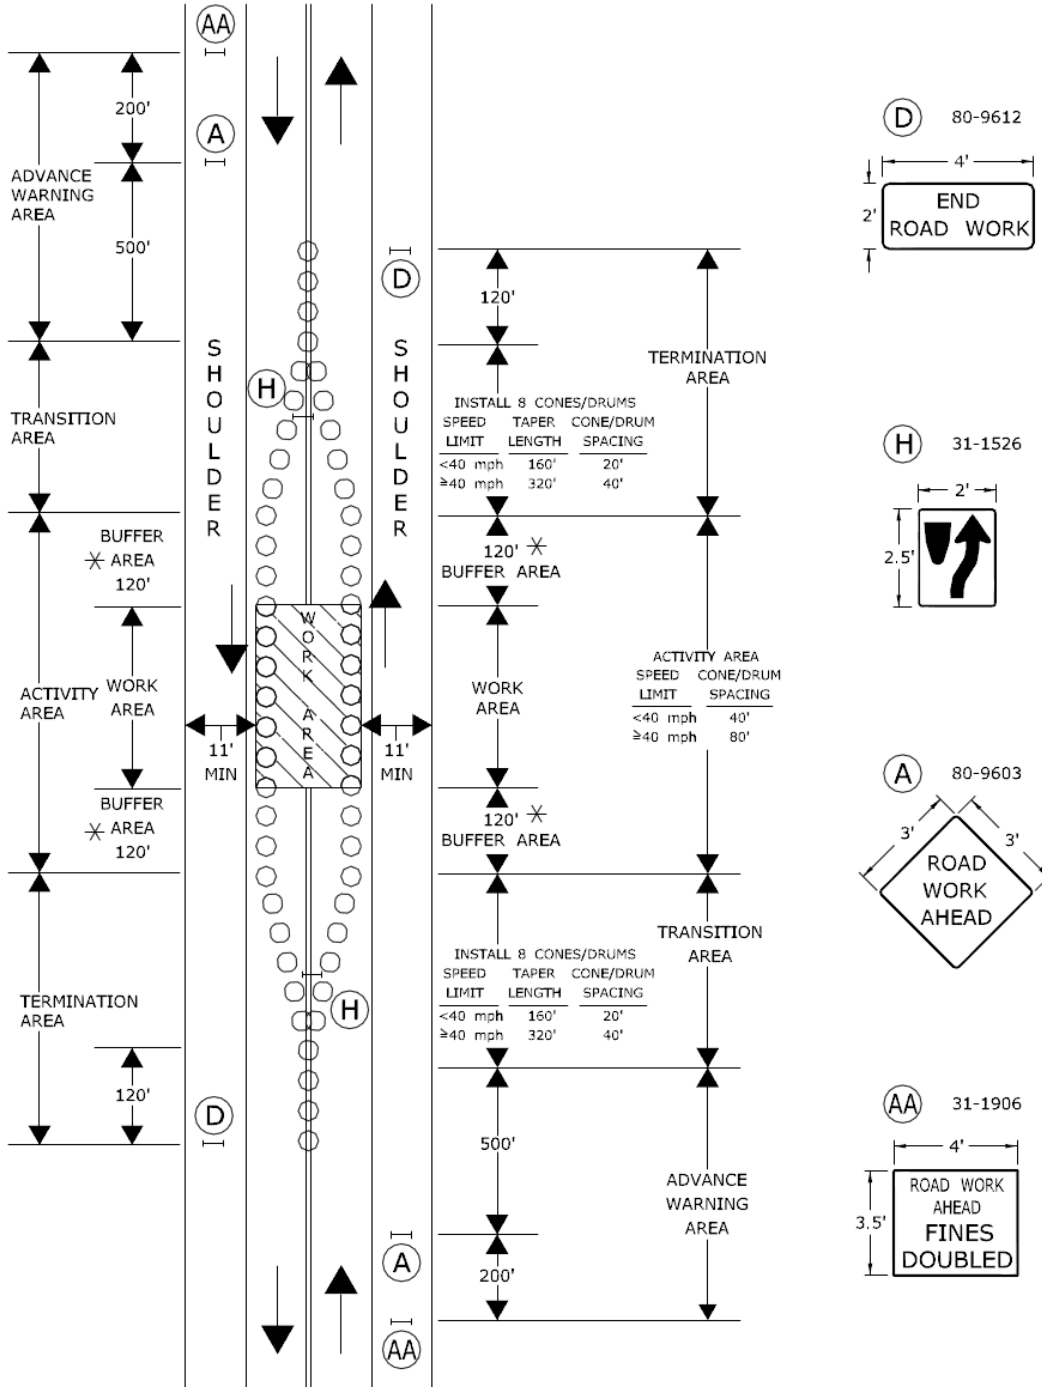 AA
200'
A
ADVANCE
WARNING
AREA
500'
D
120'
TERMINATION
AREA
SHOULDER
SHOULDER
H
TRANSITION
AREA
INSTALL 8 CONES/DRUMS
SPEED TAPER CONE/DRUM
LIMIT LENGTH SPACING
<40 mph 160' 20'
≥40 mph 320' 40'
BUFFER
* AREA
120'
120' *
BUFFER AREA
WORK AREA
ACTIVITY
AREA
WORK
AREA
WORK
AREA
ACTIVITY AREA
SPEED CONE/DRUM
LIMIT SPACING
<40 mph 40'
≥40 mph 80'
11'
MIN
11'
MIN
BUFFER
* AREA
120'
120' *
BUFFER AREA
TRANSITION
AREA
INSTALL 8 CONES/DRUMS
SPEED TAPER CONE/DRUM
LIMIT LENGTH SPACING
<40 mph 160' 20'
≥40 mph 320' 40'
TERMINATION
AREA
H
120'
D
500'
ADVANCE
WARNING
AREA
A
200'
AA
D 80-9612
4'
2'
END
ROAD WORK
H 31-1526
2'
2.5'
A 80-9603
3' 3'
ROAD
WORK
AHEAD
AA 31-1906
4'
3.5'
ROAD WORK
AHEAD
FINES
DOUBLED